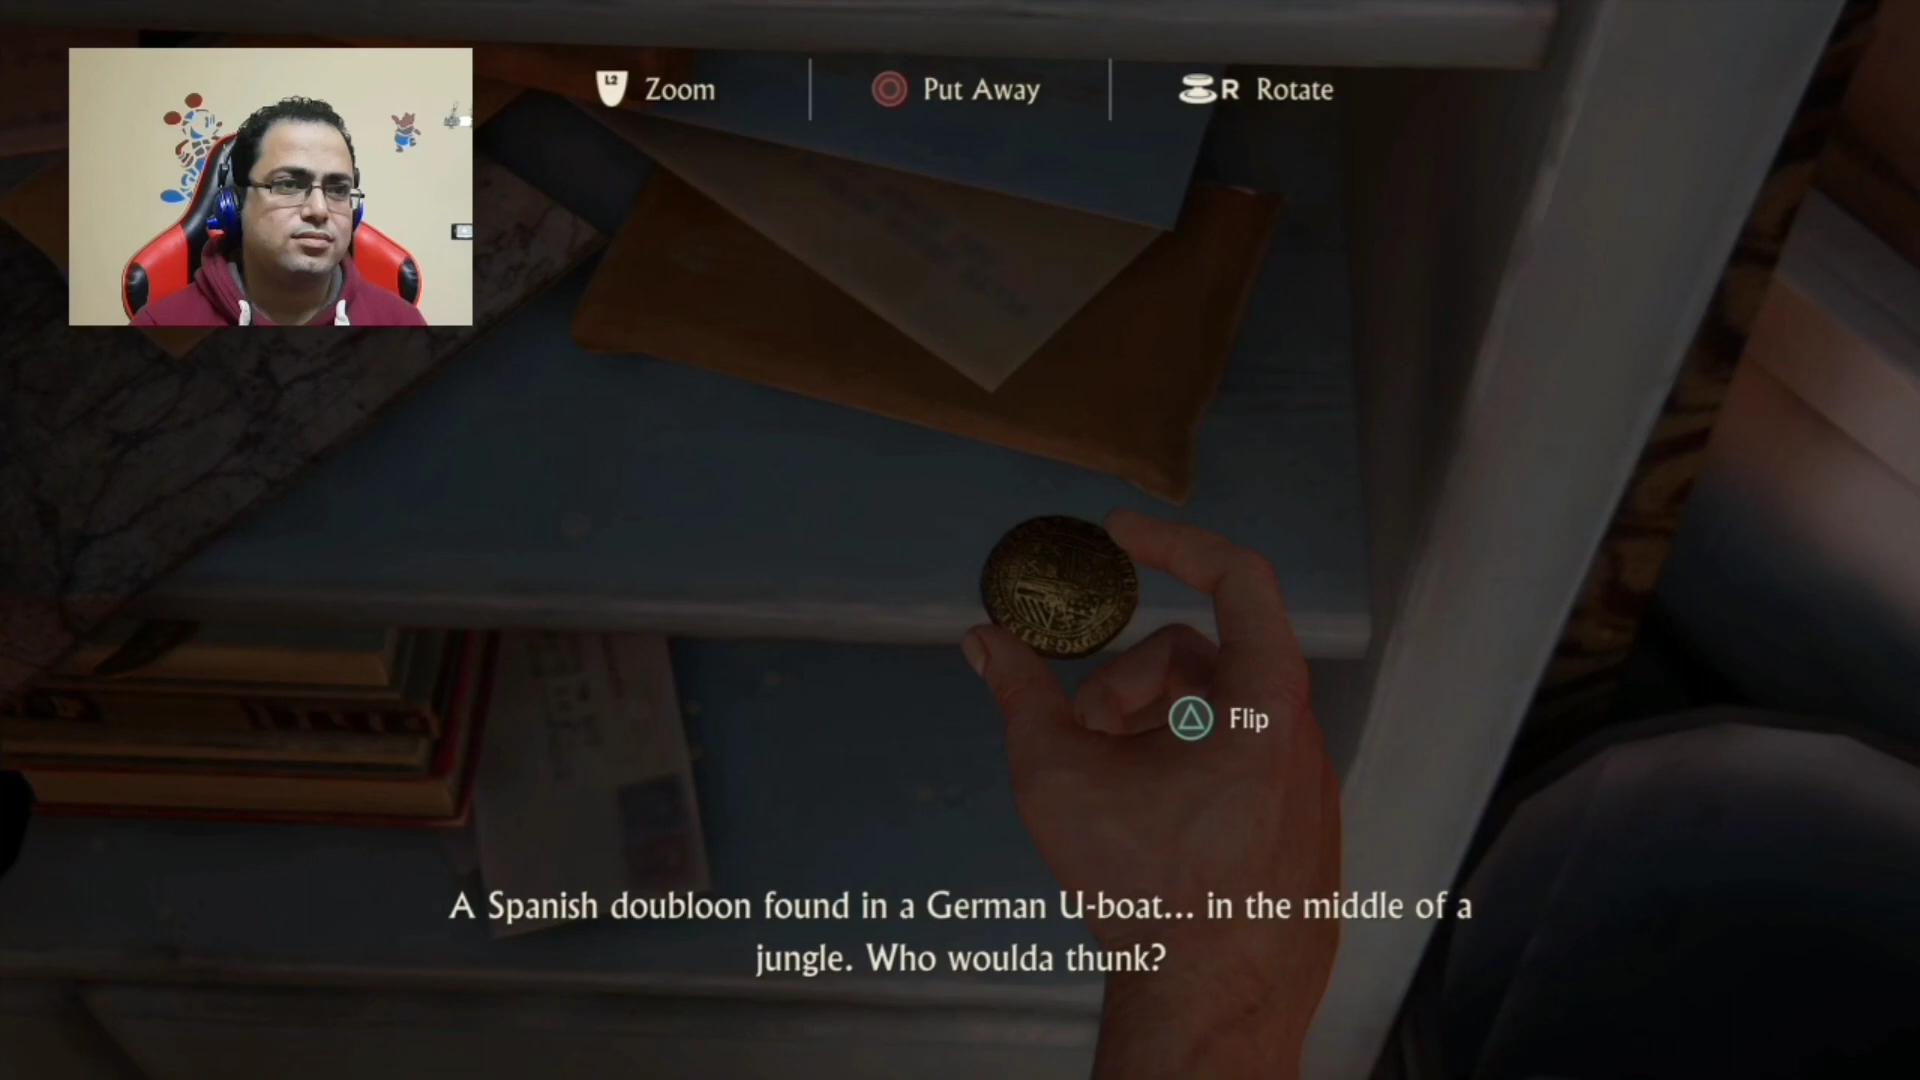 L2 Zoom
Put Away
R Rotate
Flip
A Spanish doubloon found in a German U-boat... in the middle of a
jungle. Who woulda thunk?